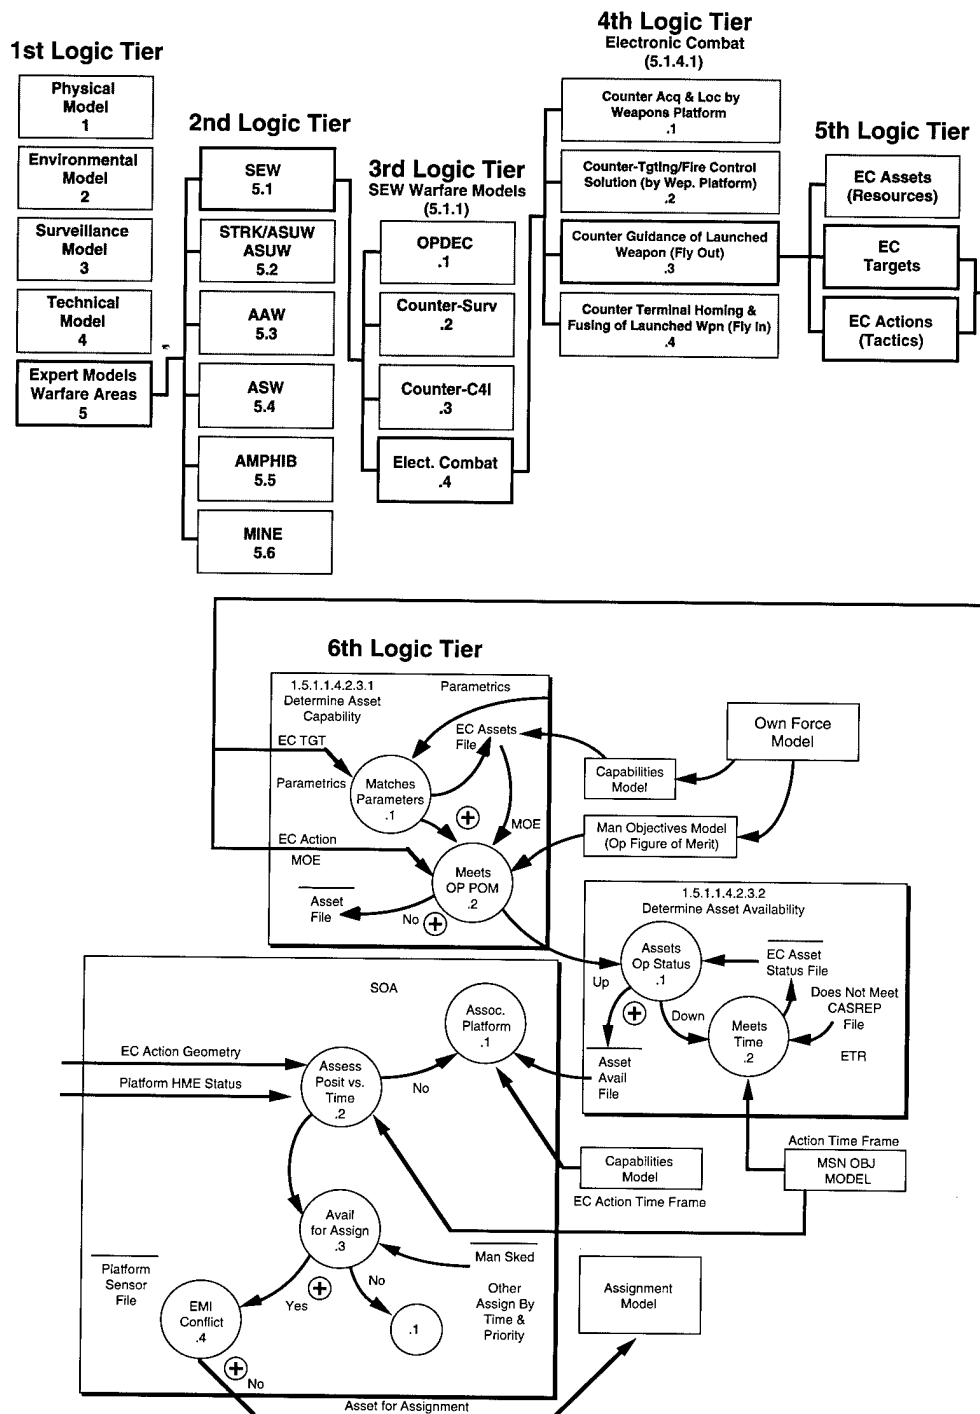 1st Logic Tier
Physical
Model
1
Environmental
Model
2
Surveillance
Model
3
Technical
Model
4
Expert Models
Warfare Areas
5
2nd Logic Tier
SEW
5.1
STRK/ASUW
ASUW
5.2
AAW
5.3
ASW
5.4
AMPHIB
5.5
MINE
5.6
3rd Logic Tier
SEW Warfare Models
(5.1.1)
OPDEC
.1
Counter-Surv
.2
Counter-C4I
.3
Elect. Combat
.4
4th Logic Tier
Electronic Combat
(5.1.4.1)
Counter Acq & Loc by
Weapons Platform
.1
Counter-Tgting/Fire Control
Solution (by Wep. Platform)
.2
Counter Guidance of Launched
Weapon (Fly Out)
.3
Counter Terminal Homing &
Fusing of Launched Wpn (Fly In)
.4
5th Logic Tier
EC Assets
(Resources)
EC
Targets
EC Actions
(Tactics)
6th Logic Tier
1.5.1.1.4.2.3.1
Determine Asset
Capability
Parametrics
EC TGT
EC Assets
File
Parametrics
Matches
Parameters
.1
+
MOE
EC Action
MOE
Meets
OP POM
.2
Asset
File
No
+
Own Force
Model
Capabilities
Model
Man Objectives Model
(Op Figure of Merit)
1.5.1.1.4.2.3.2
Determine Asset Availability
Assets
Op Status
.1
EC Asset
Status File
Up
+
Down
Does Not Meet
CASREP
File
Meets
Time
.2
ETR
Asset
Avail
File
SOA
Assoc.
Platform
.1
EC Action Geometry
Platform HME Status
Assess
Posit vs.
Time
.2
No
Action Time Frame
MSN OBJ
MODEL
Capabilities
Model
EC Action Time Frame
Avail
for Assign
.3
Man Sked
Platform
Sensor
File
Yes
+
No
Other
Assign By
Time &
Priority
EMI
Conflict
.4
.1
+
No
Assignment
Model
Asset for Assignment